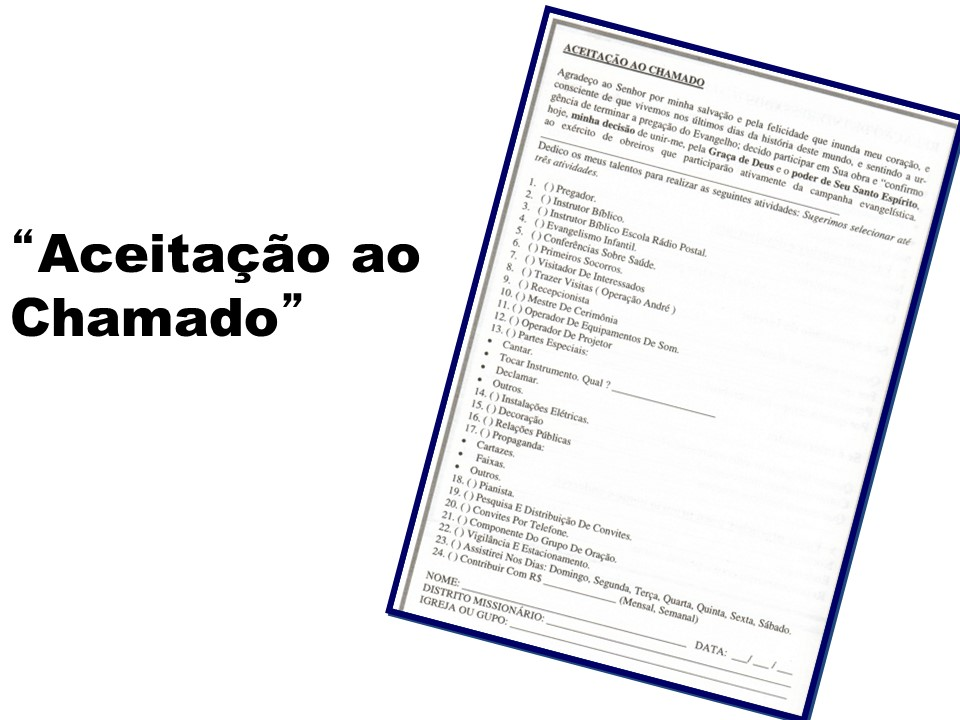 “Aceitação ao
Chamado”
ACEITAÇÃO AO CHAMADO
Agradeço ao Senhor por minha salvação e pela felicidade que inunda meu coração, e
consciente de que vivemos nos últimos dias da história deste mundo, e sentindo a ur-
gência de terminar a pregação do Evangelho; decido participar em Sua obra e "confirmo
hoje, minha decisão de unir-me, pela Graça de Deus e o poder de Seu Santo Espírito,
ao exército de obreiros que participarão ativamente da campanha evangelística.
Dedico os meus talentos para realizar as seguintes atividades: Sugerimos selecionar até
três atividades.
1. ( ) Pregador.
2. ( ) Instrutor Bíblico.
3. ( ) Instrutor Bíblico Escola Rádio Postal.
4. ( ) Evangelismo Infantil.
5. ( ) Conferências Sobre Saúde.
6. ( ) Primeiros Socorros.
7. ( ) Visitador De Interessados
8. ( ) Trazer Visitas ( Operação André )
9. ( ) Recepcionista
10. ( ) Mestre De Cerimônia
11. ( ) Operador De Equipamentos De Som.
12. ( ) Operador De Projetor
13. ( ) Partes Especiais:
• Cantar.
• Tocar Instrumento. Qual ? ____________________
• Declamar.
• Outros.
14. ( ) Instalações Elétricas.
15. ( ) Decoração
16. ( ) Relações Públicas
17. ( ) Propaganda:
• Cartazes.
• Faixas.
• Outros.
18. ( ) Pianista.
19. ( ) Pesquisa E Distribuição De Convites.
20. ( ) Convites Por Telefone.
21. ( ) Componente Do Grupo De Oração.
22. ( ) Vigilância E Estacionamento.
23. ( ) Assistirei Nos Dias: Domingo, Segunda, Terça, Quarta, Quinta, Sexta, Sábado.
24. ( ) Contribuir Com R$ ______________ (Mensal, Semanal)
NOME: ______________________________ DATA: ___/___/___
DISTRITO MISSIONÁRIO: ______________________________
IGREJA OU GUPO: ______________________________